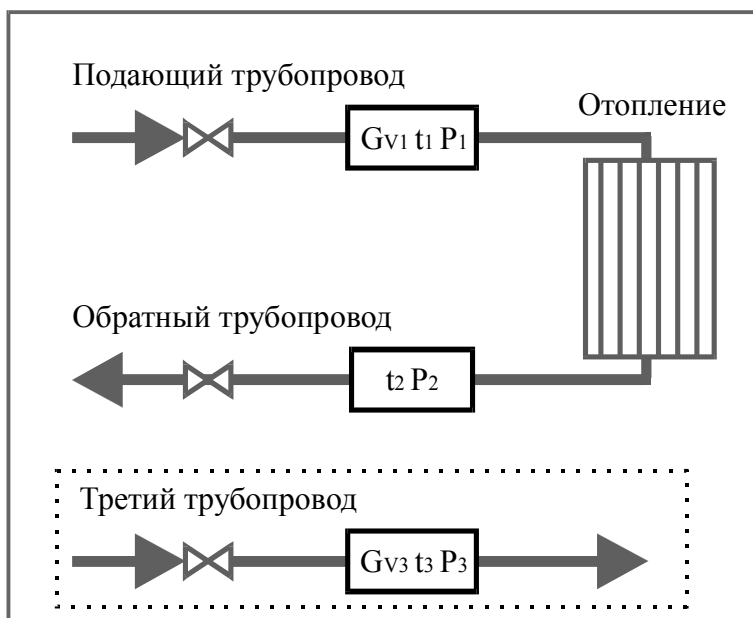 Подающий трубопровод
Отопление
GV1 t1 P1
Обратный трубопровод
t2 P2
Третий трубопровод
GV3 t3 P3